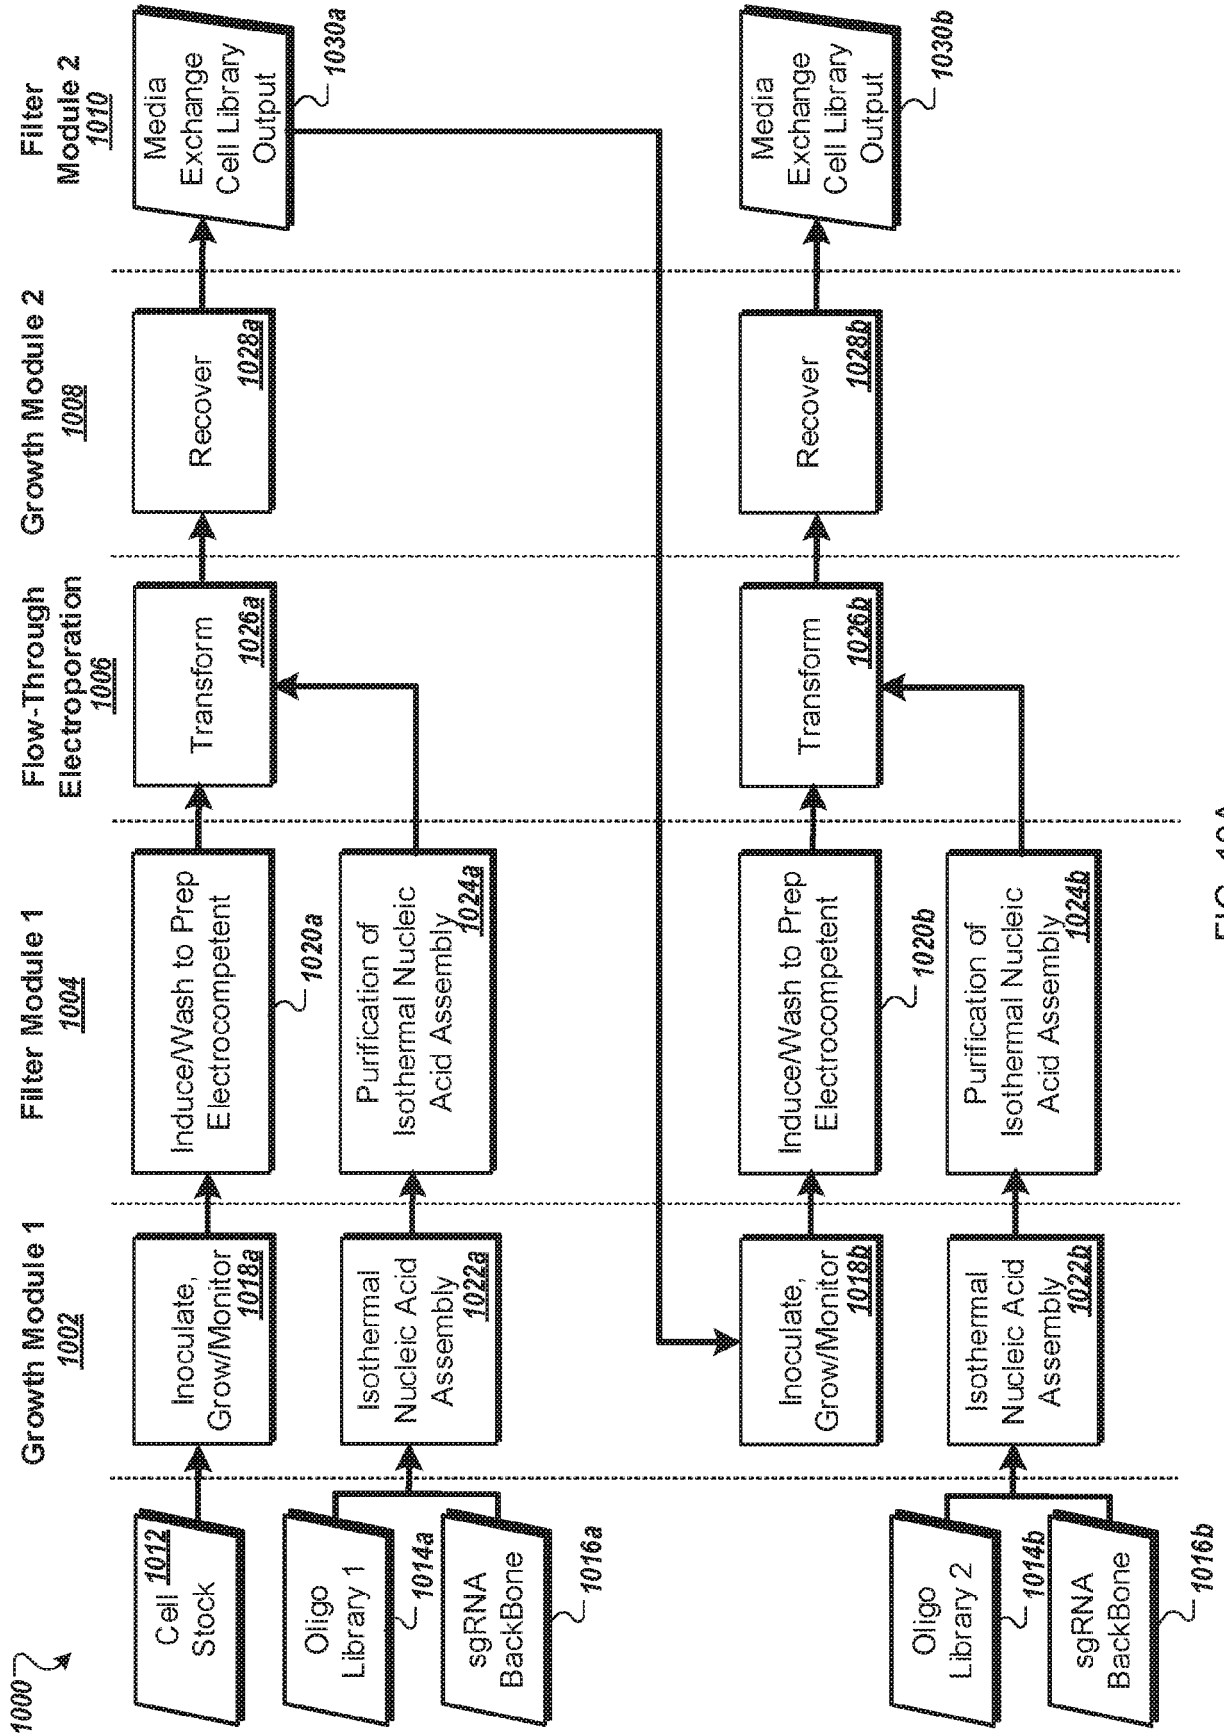 1000
Growth Module 1
1002
Filter Module 1
1004
Flow-Through
Electroporation
1006
Growth Module 2
1008
Filter
Module 2
1010
Cell
Stock
1012
Inoculate,
Grow/Monitor
1018a
Induce/Wash to Prep
Electrocompetent
1020a
Transform
1026a
Recover
1028a
Media
Exchange
Cell Library
Output
1030a
Oligo
Library 1
1014a
sgRNA
BackBone
1016a
Isothermal
Nucleic Acid
Assembly
1022a
Purification of
Isothermal Nucleic
Acid Assembly
1024a
Inoculate,
Grow/Monitor
1018b
Induce/Wash to Prep
Electrocompetent
1020b
Transform
1026b
Recover
1028b
Media
Exchange
Cell Library
Output
1030b
Oligo
Library 2
1014b
sgRNA
BackBone
1016b
Isothermal
Nucleic Acid
Assembly
1022b
Purification of
Isothermal Nucleic
Acid Assembly
1024b
FIG. 10A